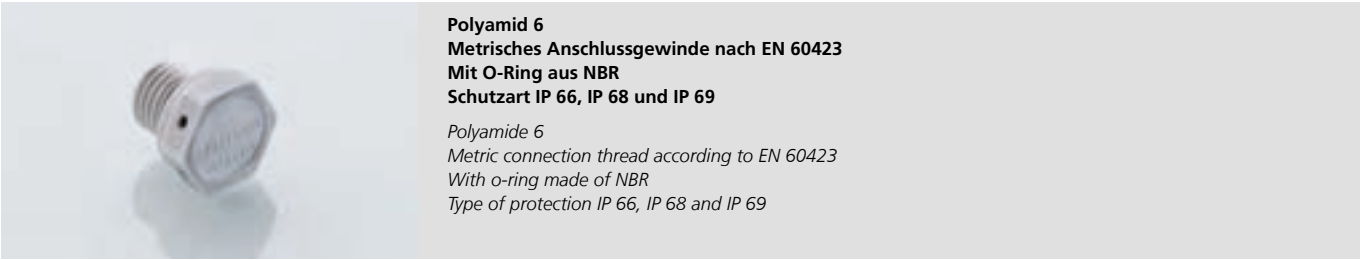 Polyamid 6
Metrisches Anschlussgewinde nach EN 60423
Mit O-Ring aus NBR
Schutzart IP 66, IP 68 und IP 69
Polyamide 6
Metric connection thread according to EN 60423
With o-ring made of NBR
Type of protection IP 66, IP 68 and IP 69